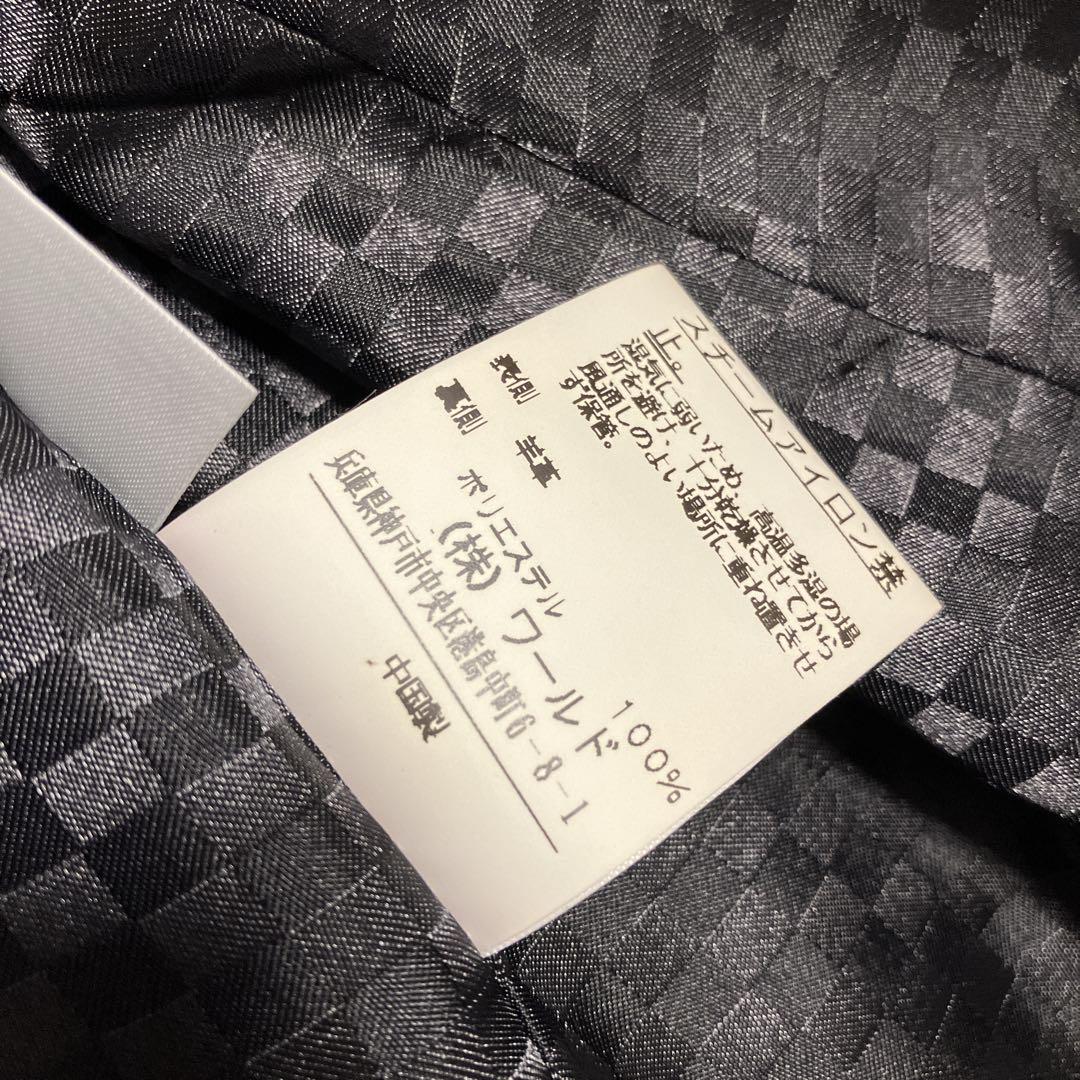 スチームアイロン禁
止。
湿気に弱いため、高温多湿の場
所を避け、十分乾燥させてから
風通しのよい場所に重ね置きせ
ず保管。
表側 羊革
裏側 ポリエステル 100%
(株)ワールド
兵庫県神戸市中央区港島中町6-8-1
中国製